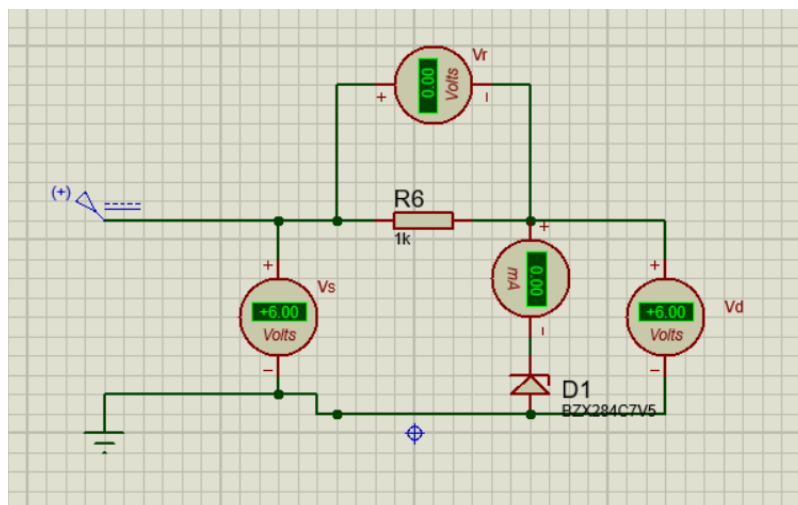 Vr
0.00
Volts
+
−
(+)
R6
1k
+
Vs
+6.00
Volts
−
+
0.00
mA
−
+
Vd
+6.00
Volts
−
D1
BZX284C7V5